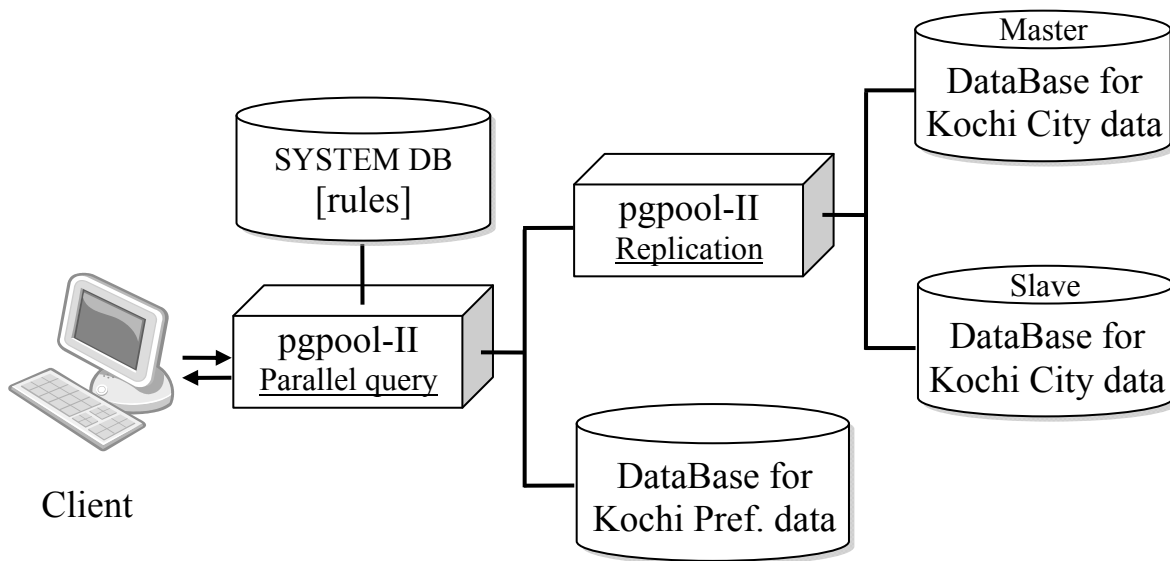 Master
DataBase for
Kochi City data
SYSTEM DB
[rules]
pgpool-II
Replication
Slave
DataBase for
Kochi City data
pgpool-II
Parallel query
DataBase for
Kochi Pref. data
Client